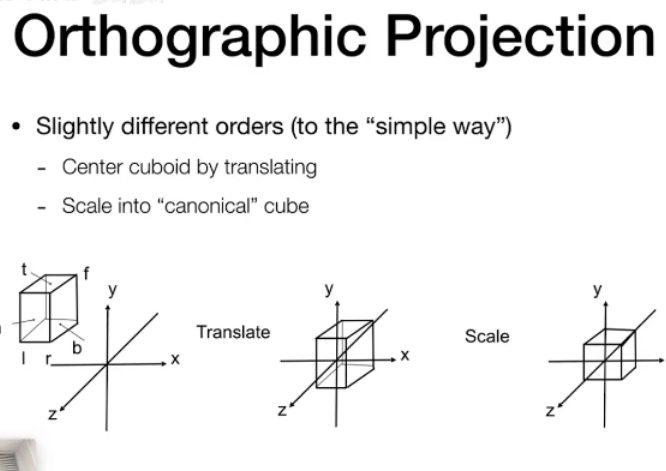 Orthographic Projection
• Slightly different orders (to the “simple way”)
- Center cuboid by translating
- Scale into “canonical” cube
t f
l r b
y
x
z
Translate
y
x
z
Scale
y
z